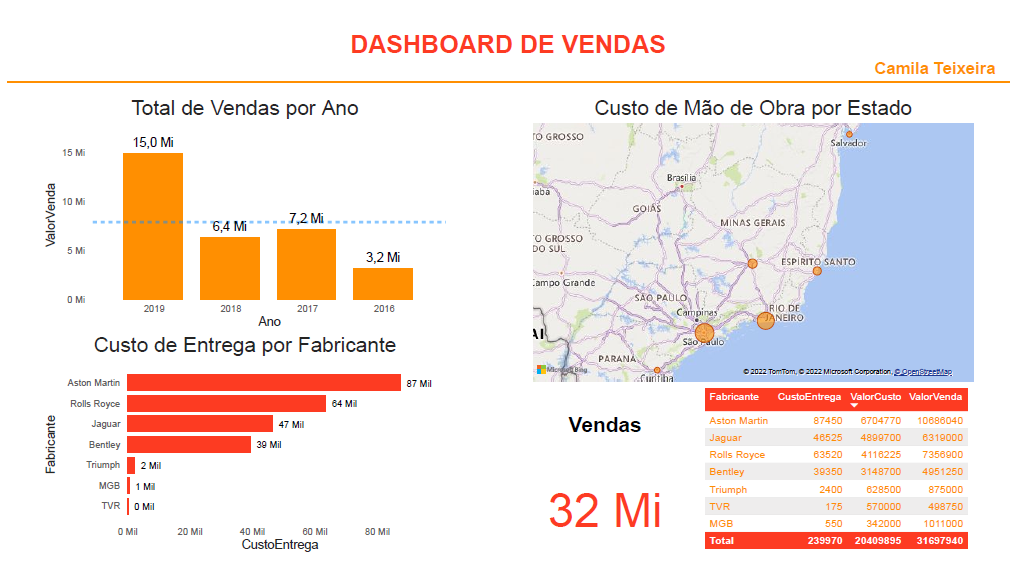 DASHBOARD DE VENDAS
Camila Teixeira
Total de Vendas por Ano
ValorVenda
15 Mi
10 Mi
5 Mi
0 Mi
15,0 Mi
6,4 Mi
7,2 Mi
3,2 Mi
2019
2018
2017
2016
Ano
Custo de Mão de Obra por Estado
TO GROSSO
Salvador
Brasília
iaba
GOIÁS
MINAS GERAIS
TO GROSSO
DO SUL
ESPÍRITO SANTO
Campo Grande
SÃO PAULO
Campinas
RIO DE
JANEIRO
São Paulo
AI
PARANÁ
Curitiba
Microsoft Bing
© 2022 TomTom, © 2022 Microsoft Corporation, © OpenStreetMap
Custo de Entrega por Fabricante
Fabricante
Aston Martin 87 Mil
Rolls Royce 64 Mil
Jaguar 47 Mil
Bentley 39 Mil
Triumph 2 Mil
MGB 1 Mil
TVR 0 Mil
0 Mil 20 Mil 40 Mil 60 Mil 80 Mil
CustoEntrega
Vendas
32 Mi
Fabricante CustoEntrega ValorCusto ValorVenda
Aston Martin 87450 6704770 10686040
Jaguar 46525 4899700 6319000
Rolls Royce 63520 4116225 7356900
Bentley 39350 3148700 4951250
Triumph 2400 628500 875000
TVR 175 570000 498750
MGB 550 342000 1011000
Total 239970 20409895 31697940